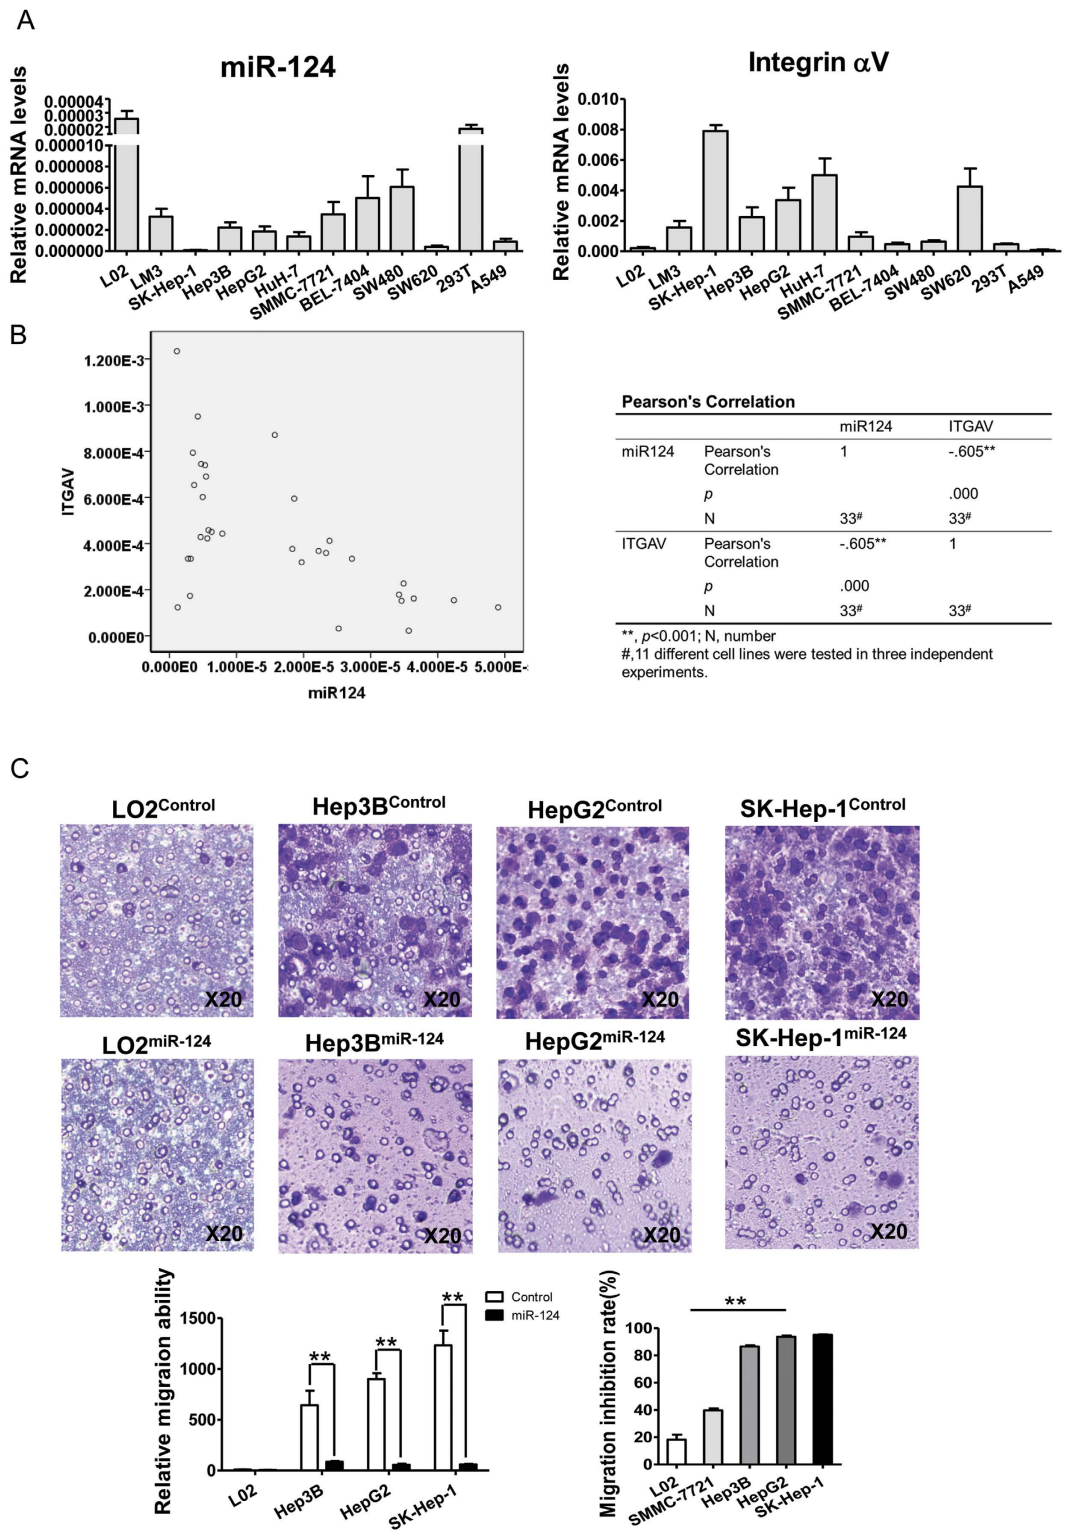 A
miR-124
Relative mRNA levels
0.00004
0.00003
0.00002
0.000010
0.000008
0.000006
0.000004
0.000002
0.000000
L02
LM3
SK-Hep-1
Hep3B
HepG2
HuH-7
SMMC-7721
BEL-7404
SW480
SW620
293T
A549
Integrin αV
Relative mRNA levels
0.010
0.008
0.006
0.004
0.002
0.000
L02
LM3
SK-Hep-1
Hep3B
HepG2
HuH-7
SMMC-7721
BEL-7404
SW480
SW620
293T
A549
B
ITGAV
1.200E-3
1.000E-3
8.000E-4
6.000E-4
4.000E-4
2.000E-4
0.000E0
0.000E0 1.000E-5 2.000E-5 3.000E-5 4.000E-5 5.000E-
miR124
Pearson's Correlation
miR124 ITGAV
miR124 Pearson's 1 -.605**
Correlation
p .000
N 33# 33#
ITGAV Pearson's -.605** 1
Correlation
p .000
N 33# 33#
**, p<0.001; N, number
#,11 different cell lines were tested in three independent
experiments.
C
LO2Control Hep3BControl HepG2Control SK-Hep-1Control
X20 X20 X20 X20
LO2miR-124 Hep3BmiR-124 HepG2miR-124 SK-Hep-1miR-124
X20 X20 X20 X20
Relative migraion ability
1500
1000
500
0
** ** **
Control
miR-124
L02
Hep3B
HepG2
SK-Hep-1
Migration inhibition rate(%)
**
100
80
60
40
20
0
L02
SMMC-7721
Hep3B
HepG2
SK-Hep-1